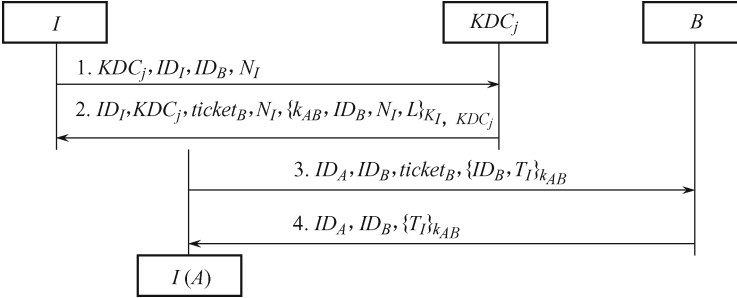 I KDC_j B
1. KDC_j, ID_I, ID_B, N_I
2. ID_I, KDC_j, ticket_B, N_I, {k_AB, ID_B, N_I, L}_K_I, KDC_j
3. ID_A, ID_B, ticket_B, {ID_B, T_I}_k_AB
4. ID_A, ID_B, {T_I}_k_AB
I (A)